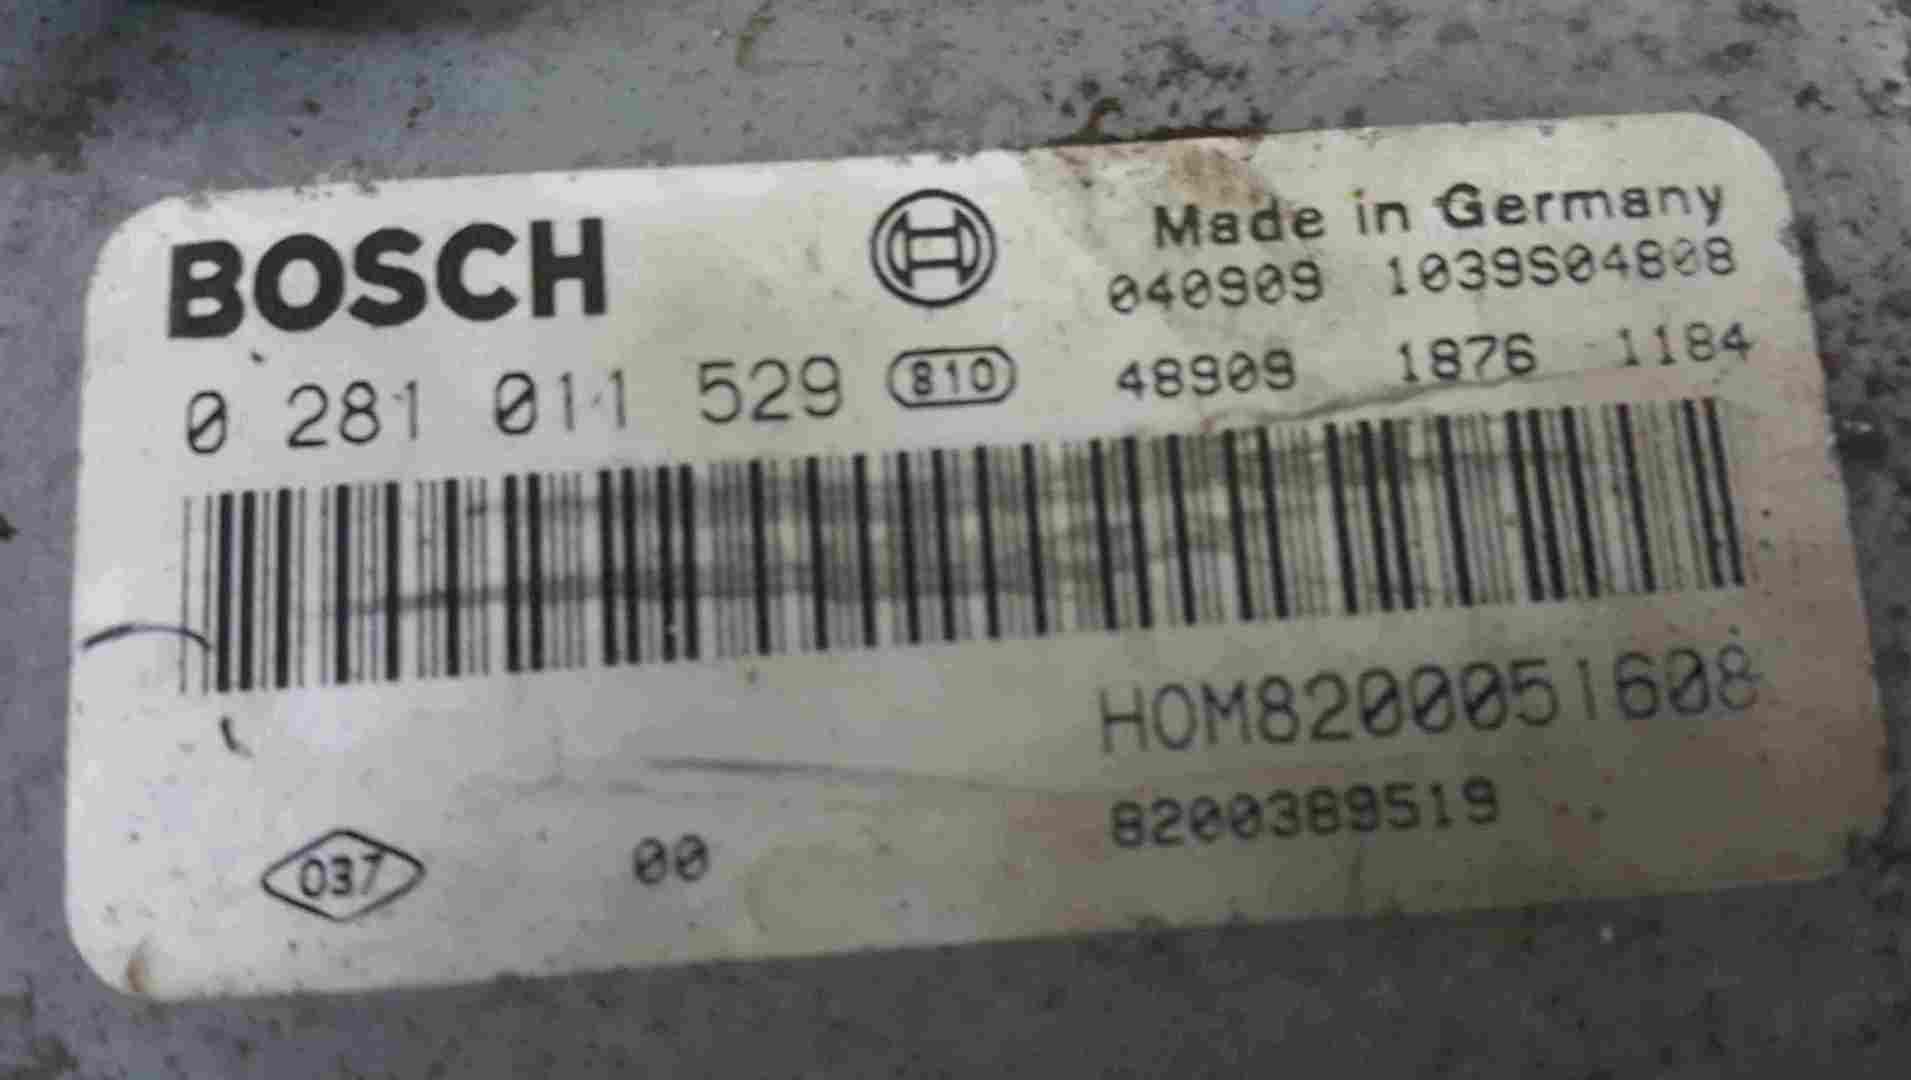 BOSCH
Made in Germany
040909 1039S04808
0 281 011 529 810 48909 1876 1184
HOM8200051608
8200389519
037 00